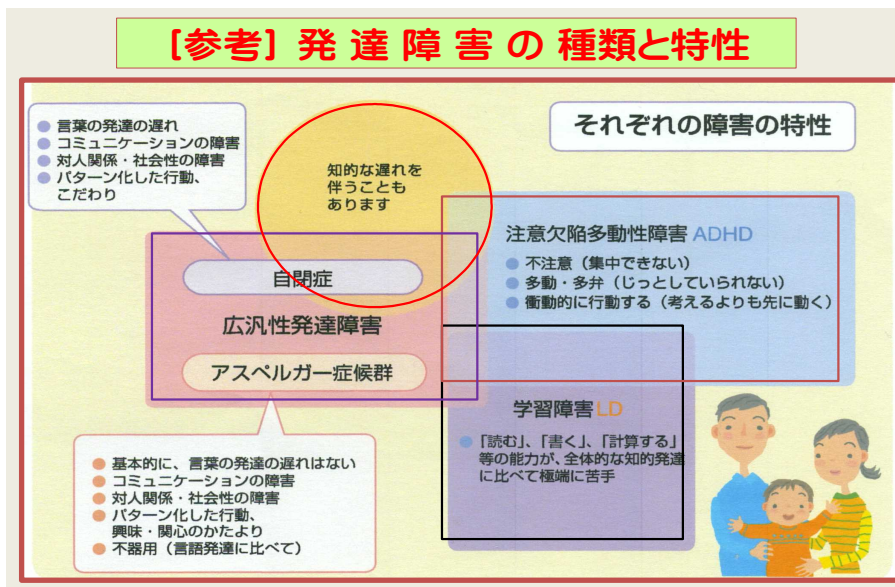 [参考] 発 達 障 害 の 種類と特性
それぞれの障害の特性
● 言葉の発達の遅れ
● コミュニケーションの障害
● 対人関係・社会性の障害
● パターン化した行動、
こだわり
知的な遅れを
伴うことも
あります
自閉症
広汎性発達障害
アスペルガー症候群
● 基本的に、言葉の発達の遅れはない
● コミュニケーションの障害
● 対人関係・社会性の障害
● パターン化した行動、
興味・関心のかたより
● 不器用（言語発達に比べて）
注意欠陥多動性障害 ADHD
● 不注意（集中できない）
● 多動・多弁（じっとしていられない）
● 衝動的に行動する（考えるよりも先に動く）
学習障害 LD
● 「読む」、「書く」、「計算する」
等の能力が、全体的な知的発達
に比べて極端に苦手